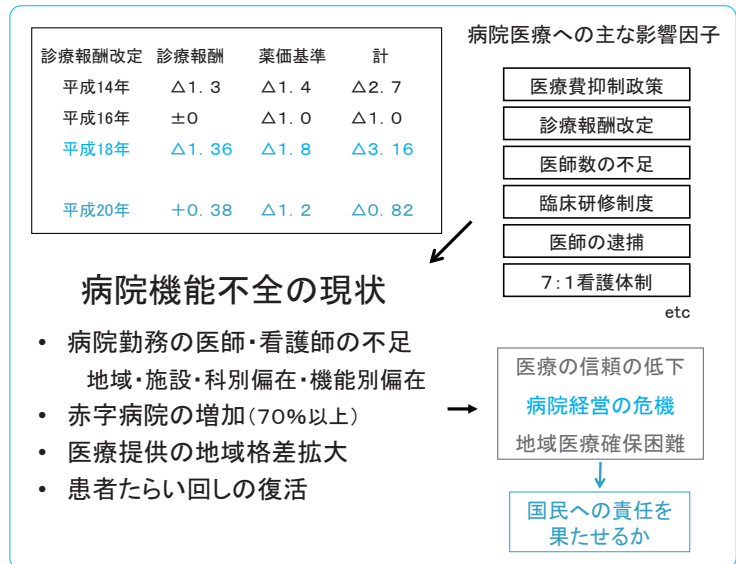 診療報酬改定 診療報酬 薬価基準 計
平成14年 △1.3 △1.4 △2.7
平成16年 ±0 △1.0 △1.0
平成18年 △1.36 △1.8 △3.16
平成20年 +0.38 △1.2 △0.82
病院医療への主な影響因子
医療費抑制政策
診療報酬改定
医師数の不足
臨床研修制度
医師の逮捕
7:1看護体制
etc
病院機能不全の現状
• 病院勤務の医師・看護師の不足
地域・施設・科別偏在・機能別偏在
• 赤字病院の増加(70%以上)
• 医療提供の地域格差拡大
• 患者たらい回しの復活
医療の信頼の低下
病院経営の危機
地域医療確保困難
国民への責任を
果たせるか